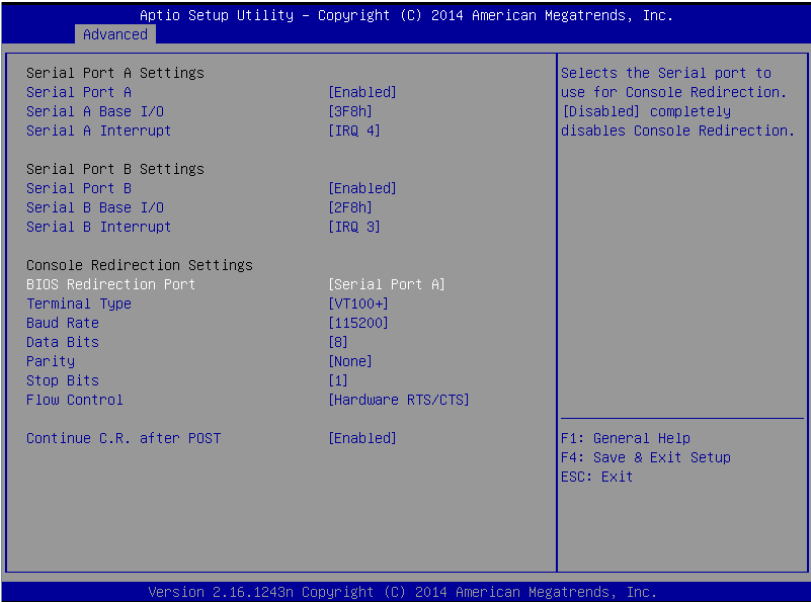 Aptio Setup Utility – Copyright (C) 2014 American Megatrends, Inc.
Advanced
Serial Port A Settings
Serial Port A [Enabled]
Serial A Base I/O [3F8h]
Serial A Interrupt [IRQ 4]
Serial Port B Settings
Serial Port B [Enabled]
Serial B Base I/O [2F8h]
Serial B Interrupt [IRQ 3]
Console Redirection Settings
BIOS Redirection Port [Serial Port A]
Terminal Type [VT100+]
Baud Rate [115200]
Data Bits [8]
Parity [None]
Stop Bits [1]
Flow Control [Hardware RTS/CTS]
Continue C.R. after POST [Enabled]
Selects the Serial port to
use for Console Redirection.
[Disabled] completely
disables Console Redirection.
F1: General Help
F4: Save & Exit Setup
ESC: Exit
Version 2.16.1243n Copyright (C) 2014 American Megatrends, Inc.